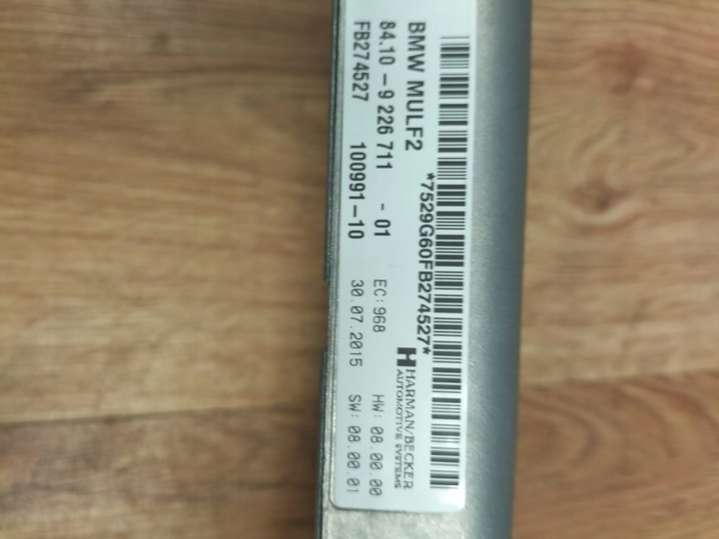 *7529G60FB274527*
BMW MULF2
HARMAN/BECKER
AUTOMOTIVE SYSTEMS
84.10 - 9 226 711 - 01 EC:968 HW:08.00.00
FB274527 100991-10 30.07.2015 SW:08.00.01